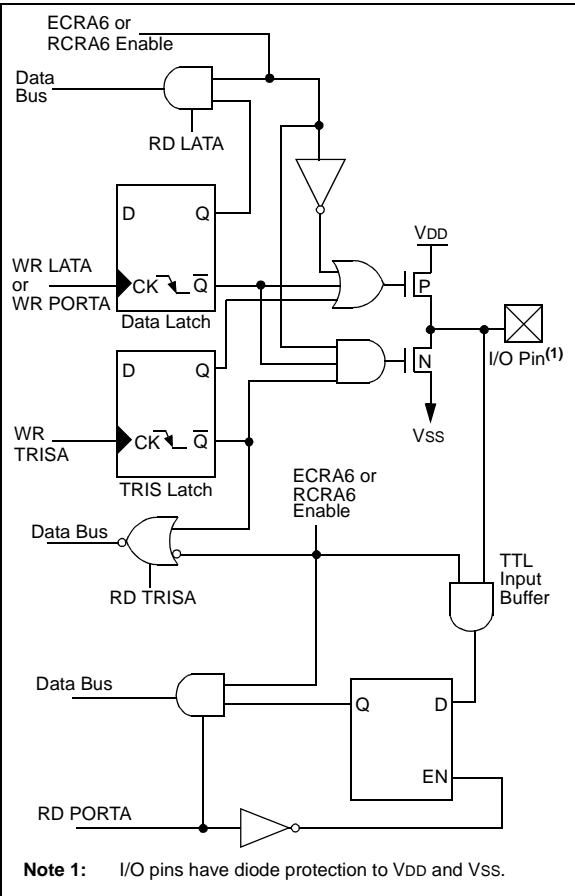 ECRA6 or
RCRA6 Enable
Data
Bus
RD LATA
D Q
WR LATA
or
WR PORTA
CK Q
Data Latch
VDD
P
I/O Pin(1)
D Q
N
WR
TRISA
CK Q
TRIS Latch
VSS
ECRA6 or
RCRA6
Enable
Data Bus
RD TRISA
TTL
Input
Buffer
Data Bus
Q D
EN
RD PORTA
Note 1: I/O pins have diode protection to VDD and VSS.